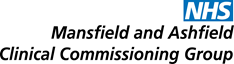 NHS
Mansfield and Ashfield
Clinical Commissioning Group